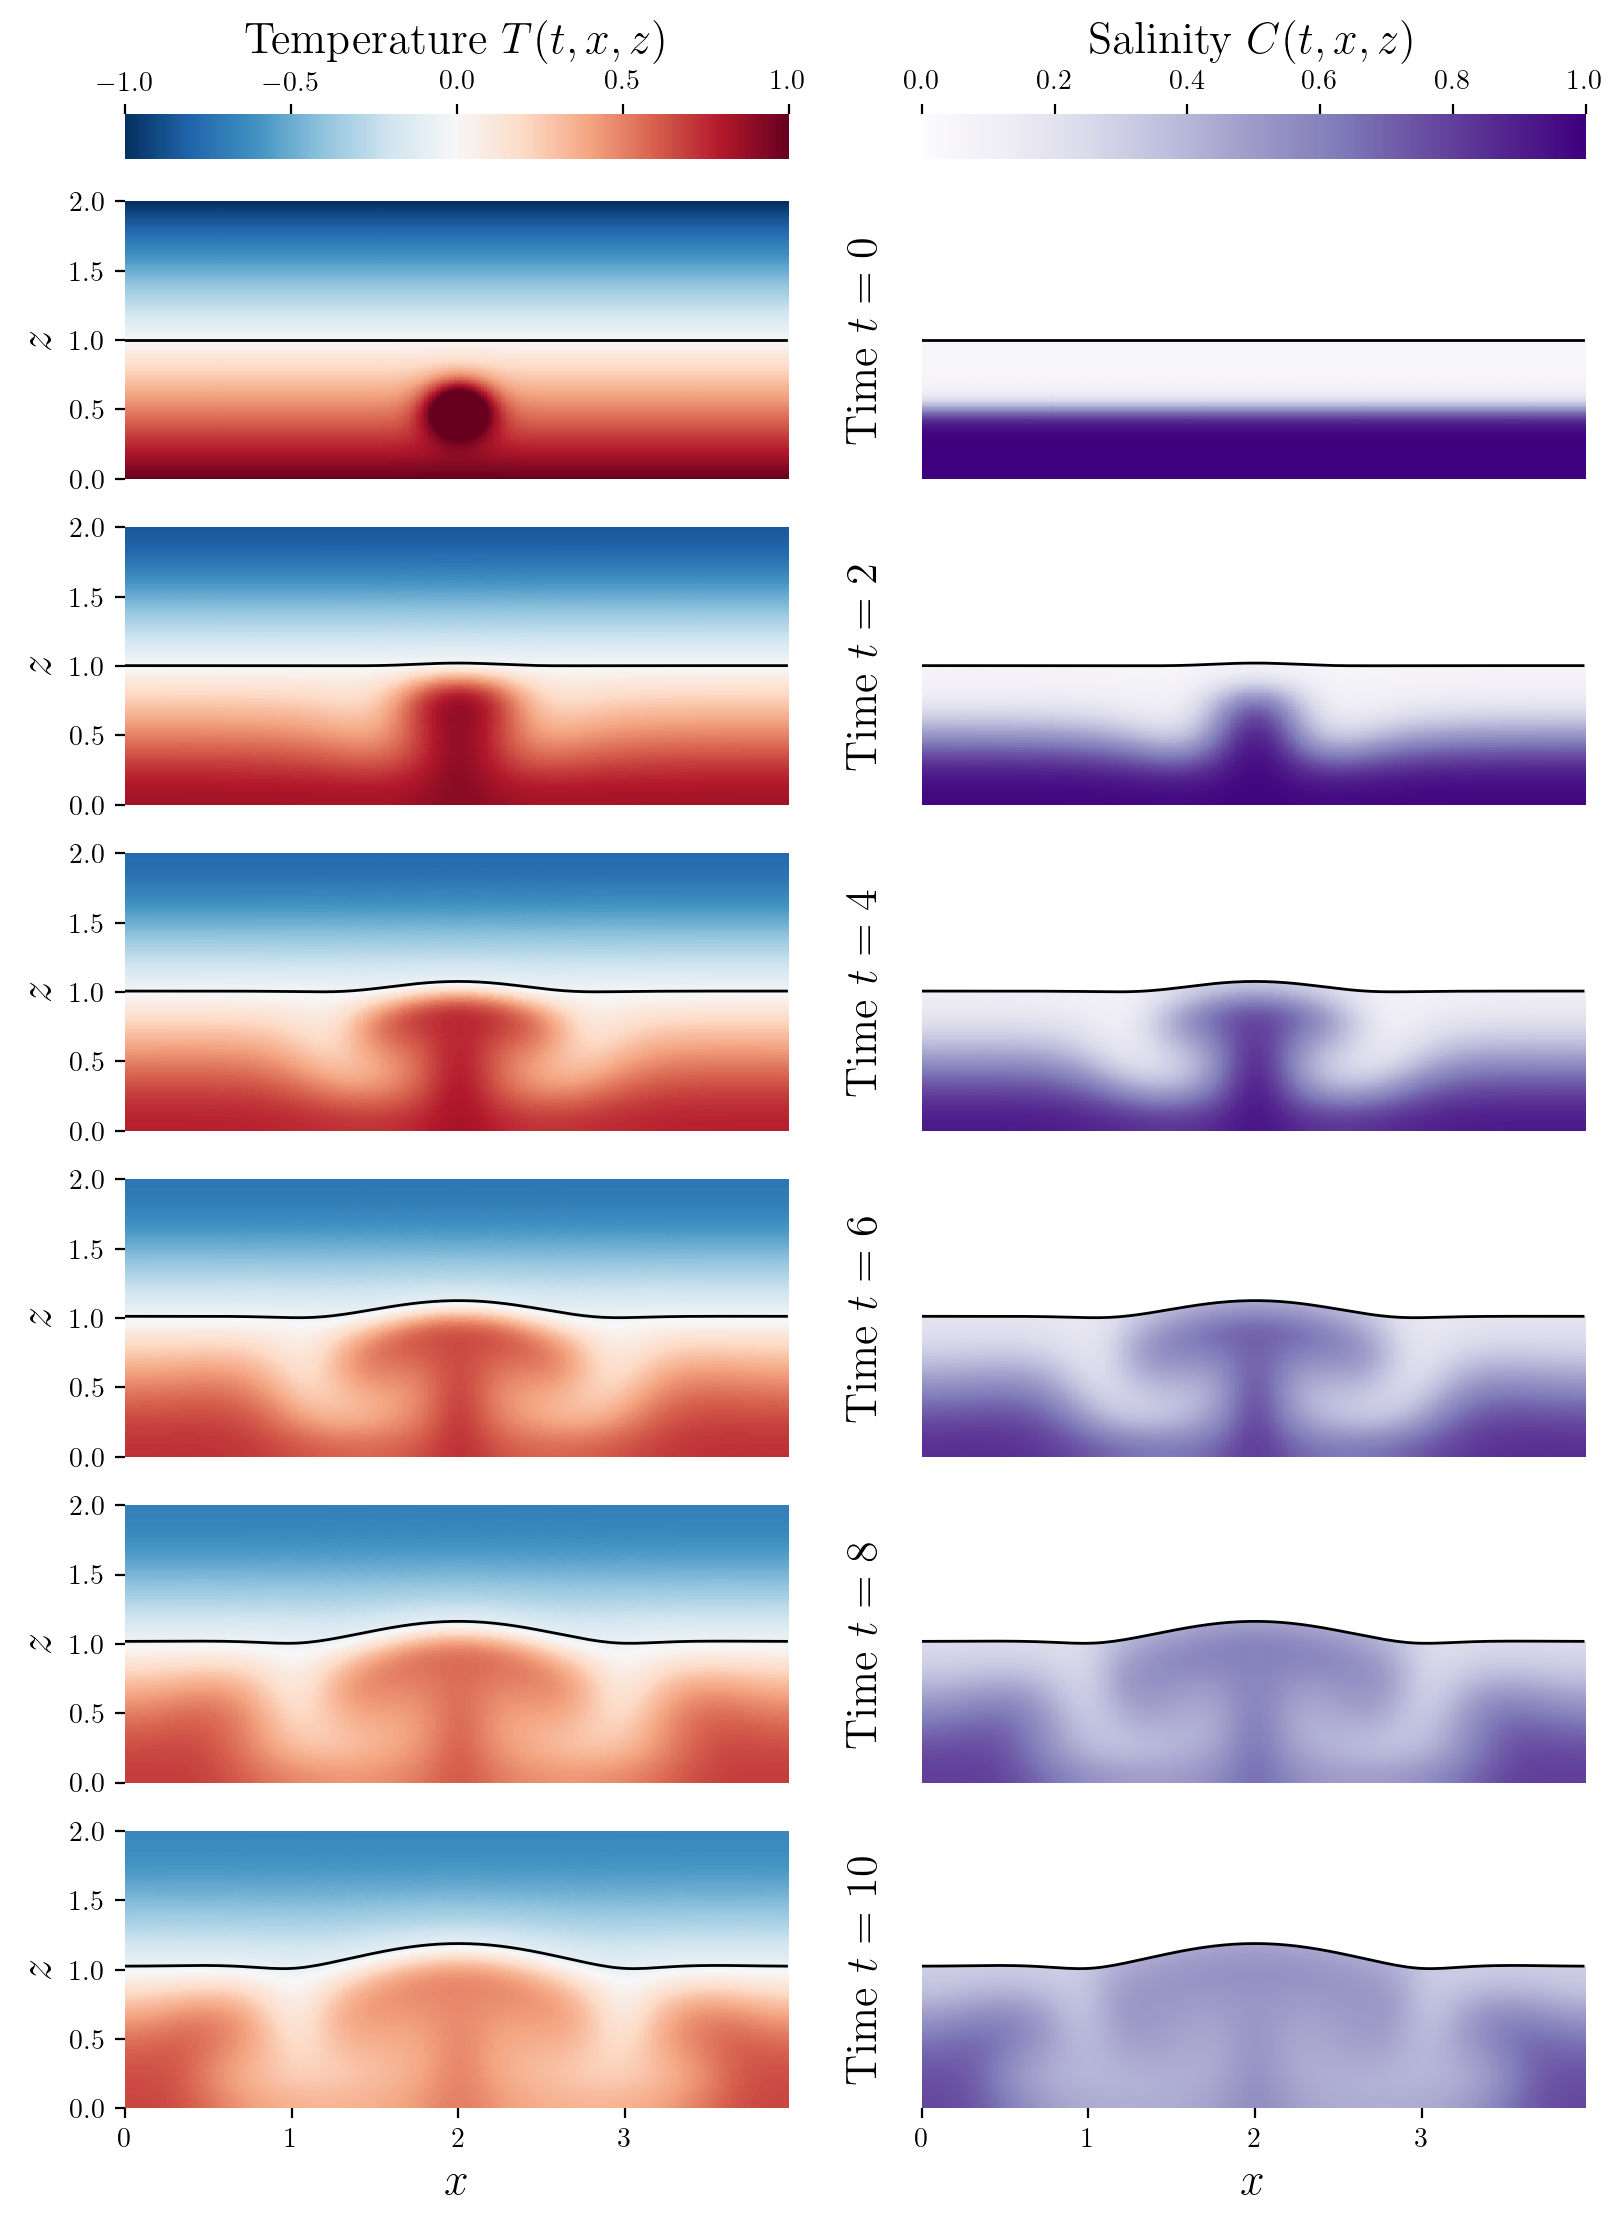 Temperature T(t, x, z)
−1.0 −0.5 0.0 0.5 1.0
Salinity C(t, x, z)
0.0 0.2 0.4 0.6 0.8 1.0
2.0
1.5
z 1.0
0.5
0.0
Time t = 0
2.0
1.5
z 1.0
0.5
0.0
Time t = 2
2.0
1.5
z 1.0
0.5
0.0
Time t = 4
2.0
1.5
z 1.0
0.5
0.0
Time t = 6
2.0
1.5
z 1.0
0.5
0.0
Time t = 8
2.0
1.5
z 1.0
0.5
0.0
Time t = 10
0 1 2 3
x
0 1 2 3
x